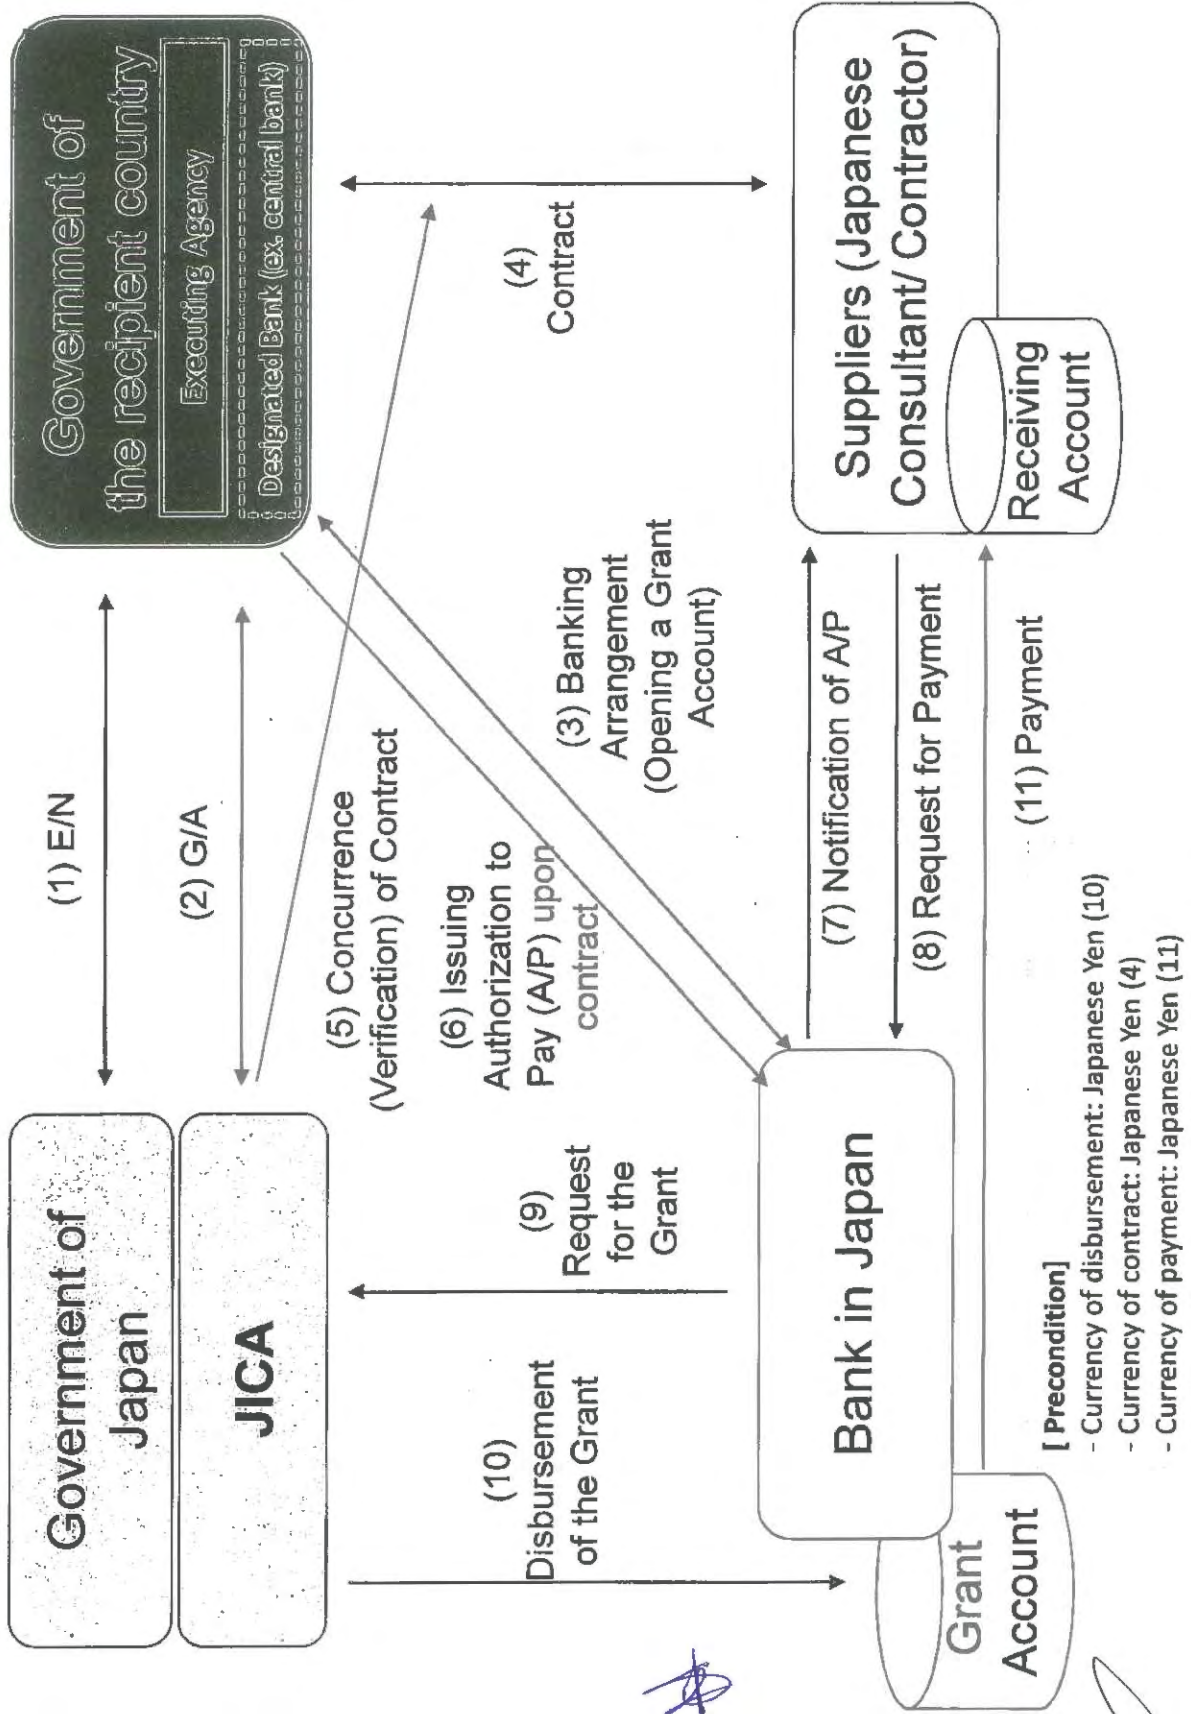 Government of
Japan
JICA
Government of
the recipient country
Executing Agency
Designated Bank (ex. central bank)
(1) E/N
(2) G/A
(5) Concurrence
(Verification) of Contract
(6) Issuing
Authorization to
Pay (A/P) upon
contract
(4)
Contract
(3) Banking
Arrangement
(Opening a Grant
Account)
(10)
Disbursement
of the Grant
(9)
Request
for the
Grant
Bank in Japan
Grant
Account
(7) Notification of A/P
(8) Request for Payment
(11) Payment
Suppliers (Japanese
Consultant/ Contractor)
Receiving
Account
[ Precondition]
- Currency of disbursement: Japanese Yen (10)
- Currency of contract: Japanese Yen (4)
- Currency of payment: Japanese Yen (11)